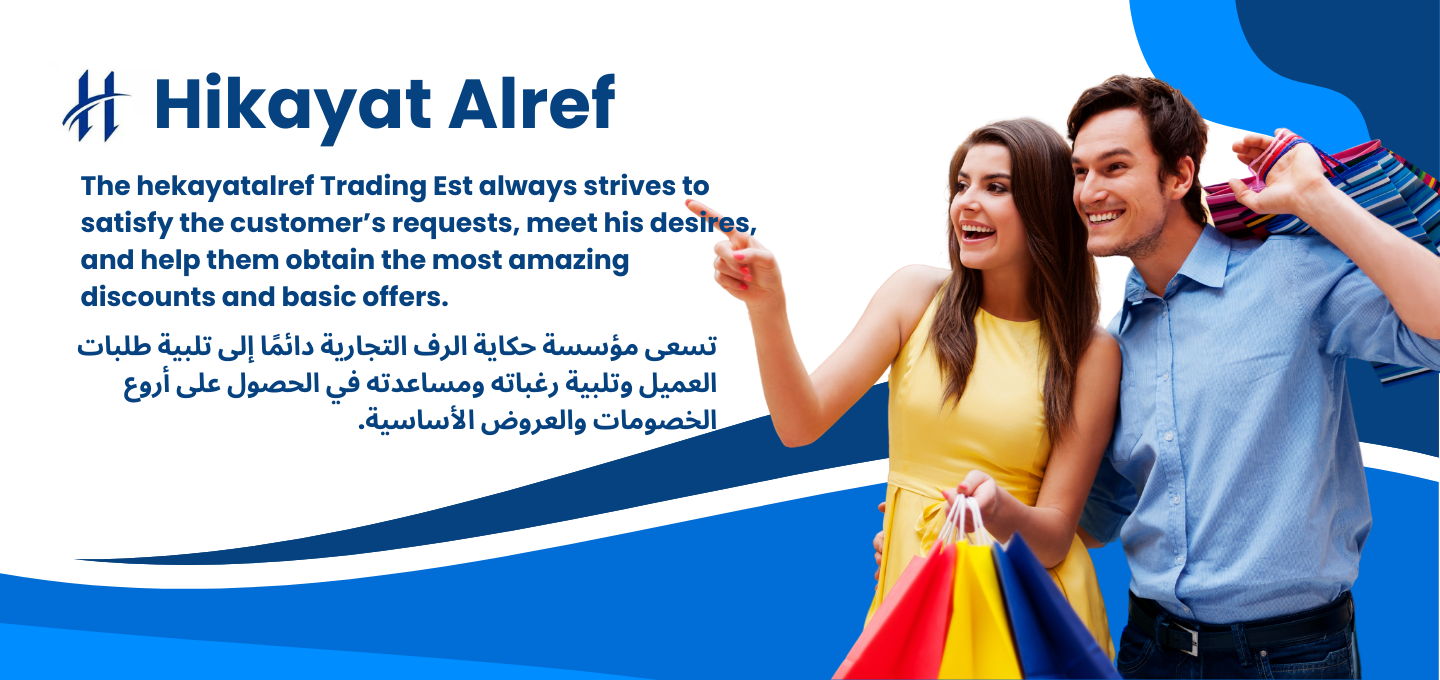 Hikayat Alref
The hekayatalref Trading Est always strives to
satisfy the customer’s requests, meet his desires,
and help them obtain the most amazing
discounts and basic offers.
تسعى مؤسسة حكاية الرف التجارية دائمًا إلى تلبية طلبات
العميل وتلبية رغباته ومساعدته في الحصول على أروع
الخصومات والعروض الأساسية.